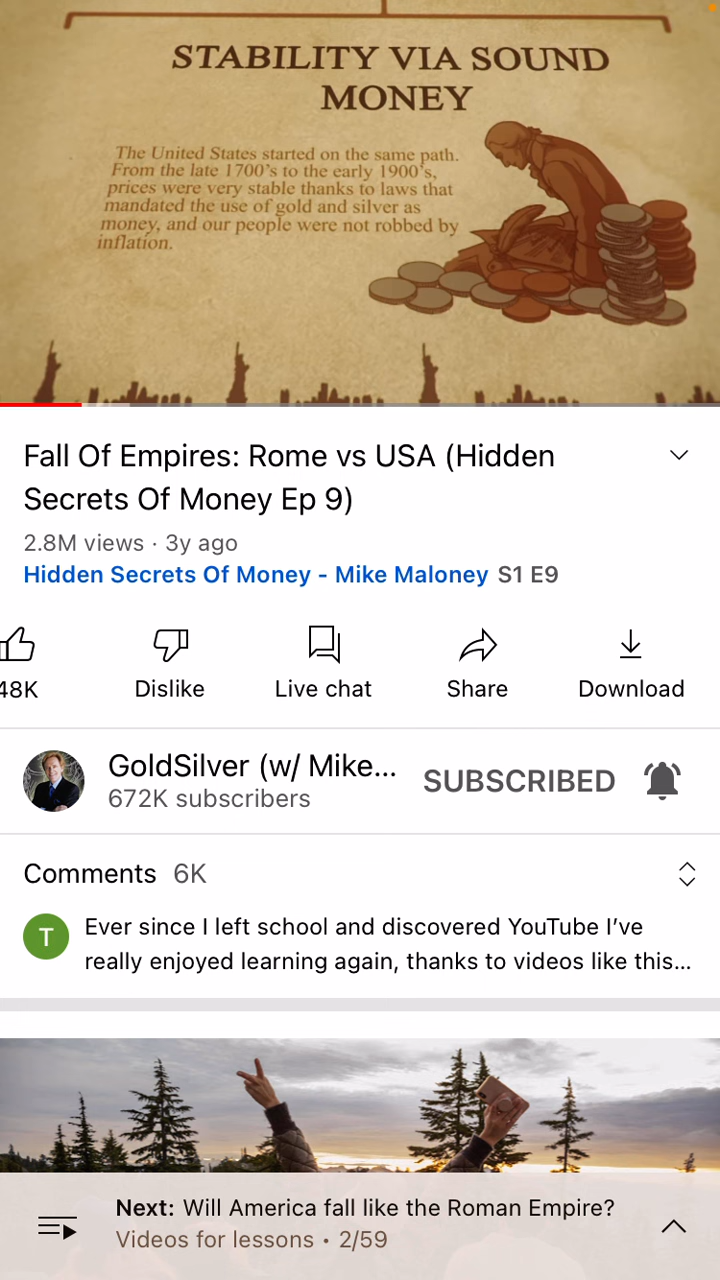 STABILITY VIA SOUND
MONEY
The United States started on the same path.
From the late 1700's to the early 1900's,
prices were very stable thanks to laws that
mandated the use of gold and silver as
money, and our people were not robbed by
inflation.
Fall Of Empires: Rome vs USA (Hidden
Secrets Of Money Ep 9)
2.8M views · 3y ago
Hidden Secrets Of Money - Mike Maloney S1 E9
48K Dislike Live chat Share Download
GoldSilver (w/ Mike...
672K subscribers
SUBSCRIBED
Comments 6K
T
Ever since I left school and discovered YouTube I’ve
really enjoyed learning again, thanks to videos like this...
Next: Will America fall like the Roman Empire?
Videos for lessons • 2/59